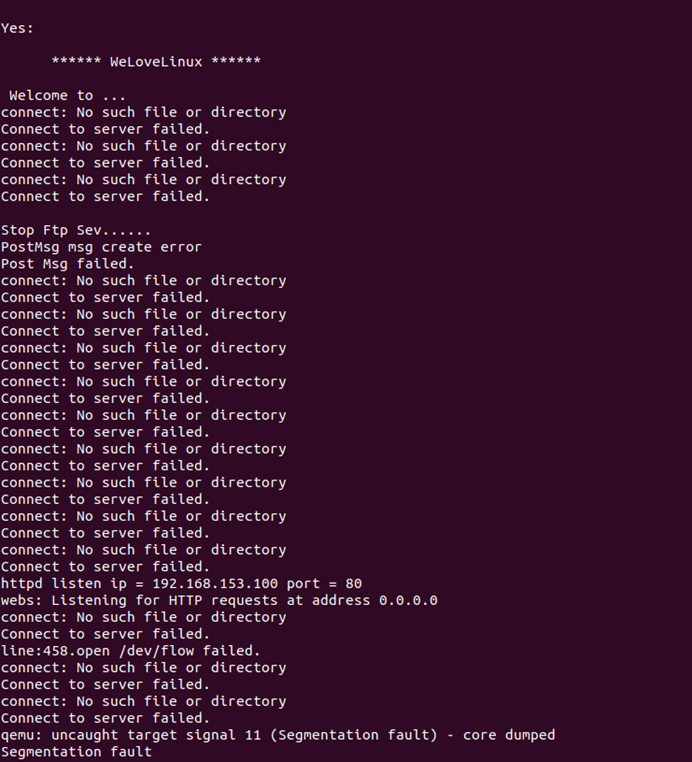 Yes:
****** WeLoveLinux ******
Welcome to ...
connect: No such file or directory
Connect to server failed.
connect: No such file or directory
Connect to server failed.
connect: No such file or directory
Connect to server failed.
Stop Ftp Sev......
PostMsg msg create error
Post Msg failed.
connect: No such file or directory
Connect to server failed.
connect: No such file or directory
Connect to server failed.
connect: No such file or directory
Connect to server failed.
connect: No such file or directory
Connect to server failed.
connect: No such file or directory
Connect to server failed.
connect: No such file or directory
Connect to server failed.
connect: No such file or directory
Connect to server failed.
connect: No such file or directory
Connect to server failed.
connect: No such file or directory
Connect to server failed.
httpd listen ip = 192.168.153.100 port = 80
webs: Listening for HTTP requests at address 0.0.0.0
connect: No such file or directory
Connect to server failed.
line:458.open /dev/flow failed.
connect: No such file or directory
Connect to server failed.
connect: No such file or directory
Connect to server failed.
qemu: uncaught target signal 11 (Segmentation fault) - core dumped
Segmentation fault